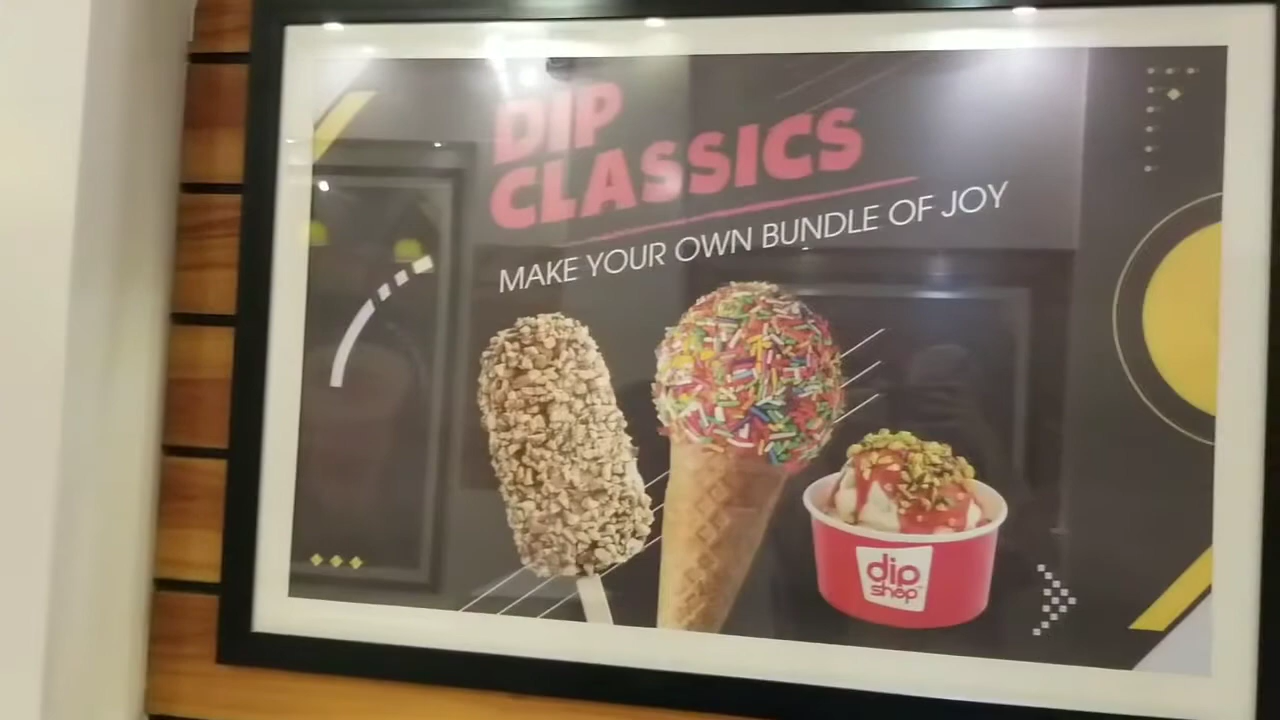 DIP
CLASSICS
MAKE YOUR OWN BUNDLE OF JOY
dip
shop